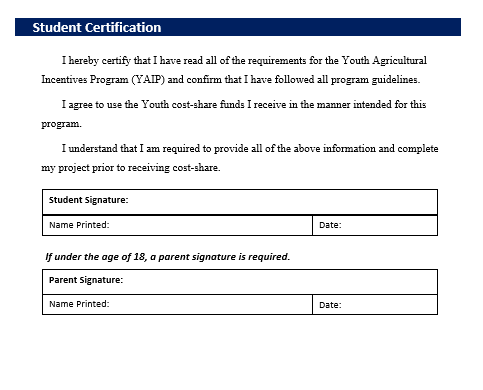 Student Certification
I hereby certify that I have read all of the requirements for the Youth Agricultural
Incentives Program (YAIP) and confirm that I have followed all program guidelines.
I agree to use the Youth cost-share funds I receive in the manner intended for this
program.
I understand that I am required to provide all of the above information and complete
my project prior to receiving cost-share.
Student Signature:
Name Printed: Date:
If under the age of 18, a parent signature is required.
Parent Signature:
Name Printed: Date: